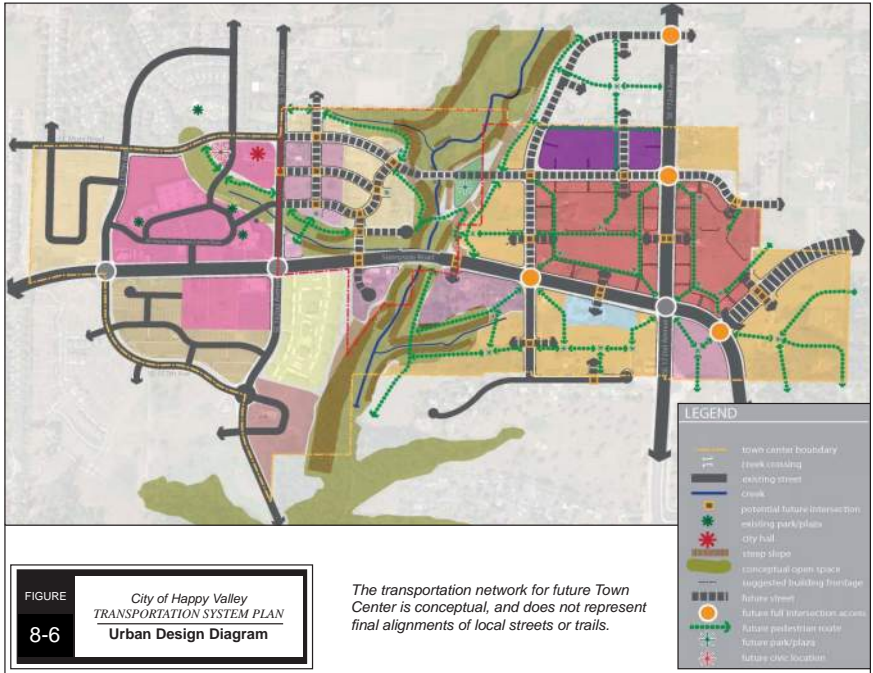 Sunnyside Road
LEGEND
town center boundary
creek crossing
existing street
creek
potential future intersection
existing park/plaza
city hall
steep slope
conceptual open space
suggested building frontage
future street
future full intersection access
future pedestrian route
future park/plaza
future civic location
FIGURE
8-6
City of Happy Valley
TRANSPORTATION SYSTEM PLAN
Urban Design Diagram
The transportation network for future Town
Center is conceptual, and does not represent
final alignments of local streets or trails.